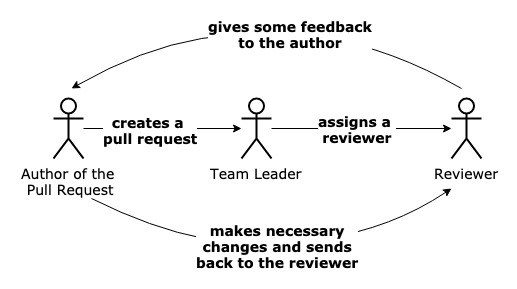 gives some feedback
to the author
creates a
pull request
assigns a
reviewer
Author of the
Pull Request
Team Leader
Reviewer
makes necessary
changes and sends
back to the reviewer